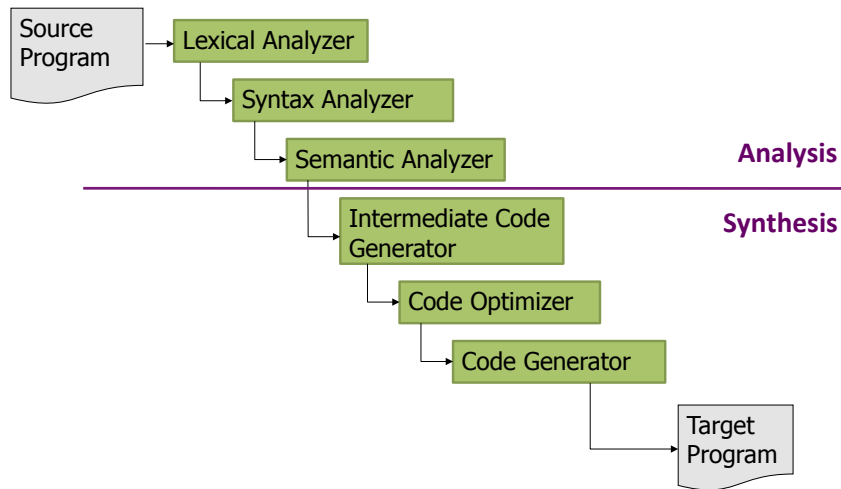 Source
Program
Lexical Analyzer
Syntax Analyzer
Semantic Analyzer
Analysis
Synthesis
Intermediate Code
Generator
Code Optimizer
Code Generator
Target
Program